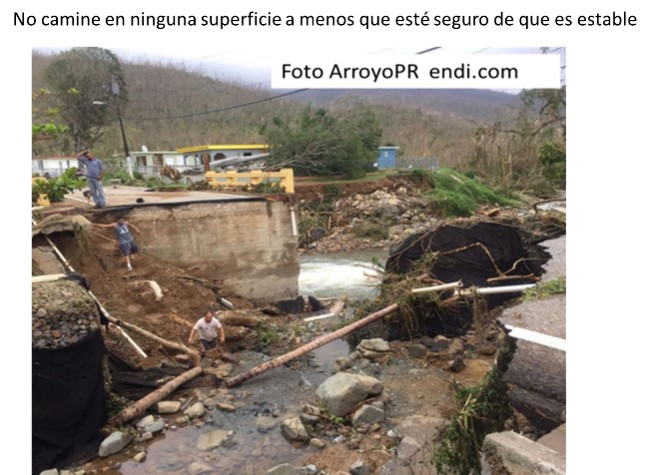 No camine en ninguna superficie a menos que esté seguro de que es estable
Foto ArroyoPR endi.com